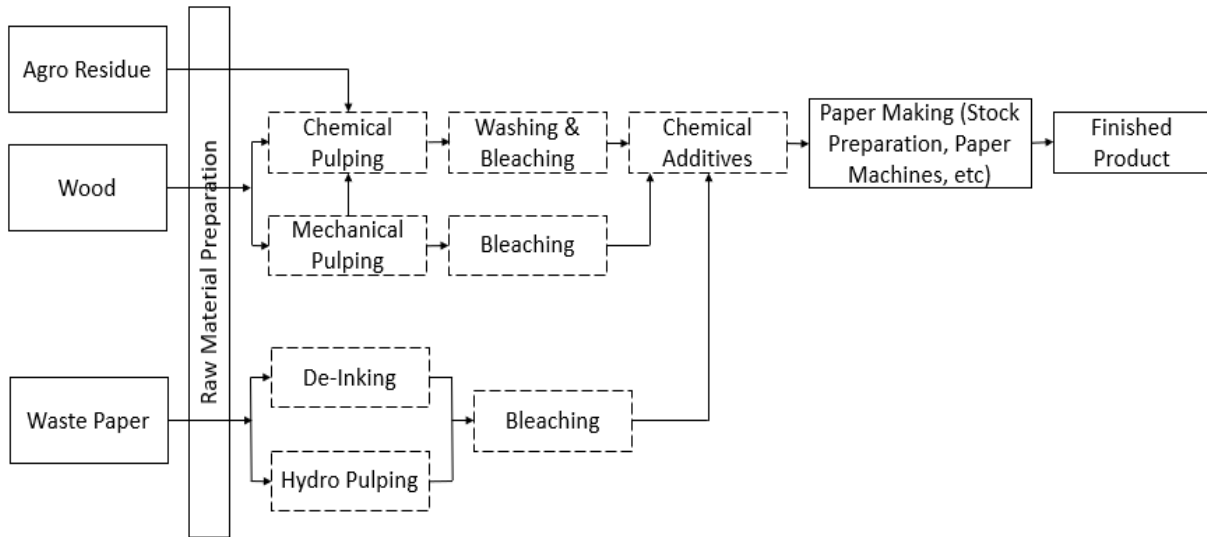 Agro Residue
Wood
Waste Paper
Raw Material Preparation
Chemical
Pulping
Washing &
Bleaching
Chemical
Additives
Paper Making (Stock
Preparation, Paper
Machines, etc)
Finished
Product
Mechanical
Pulping
Bleaching
De-Inking
Hydro Pulping
Bleaching